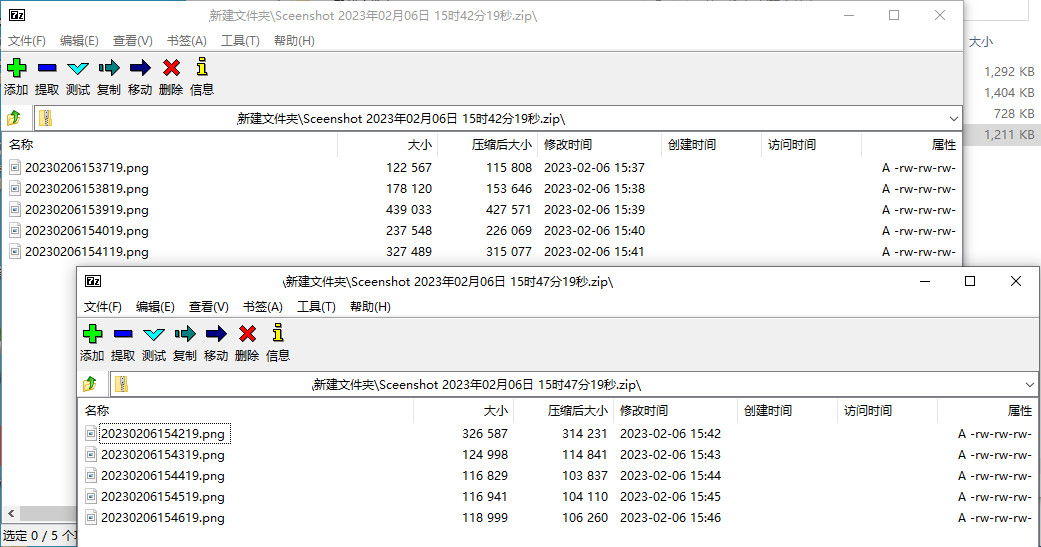 新建文件夹\Sceenshot 2023年02月06日 15时42分19秒.zip\
文件(F) 编辑(E) 查看(V) 书签(A) 工具(T) 帮助(H)
大小
添加 提取 测试 复制 移动 删除 信息
1,292 KB
1,404 KB
728 KB
1,211 KB
新建文件夹\Sceenshot 2023年02月06日 15时42分19秒.zip\
名称 大小 压缩后大小 修改时间 创建时间 访问时间 属性
20230206153719.png 122 567 115 808 2023-02-06 15:37 A -rw-rw-rw-
20230206153819.png 178 120 153 646 2023-02-06 15:38 A -rw-rw-rw-
20230206153919.png 439 033 427 571 2023-02-06 15:39 A -rw-rw-rw-
20230206154019.png 237 548 226 069 2023-02-06 15:40 A -rw-rw-rw-
20230206154119.png 327 489 315 077 2023-02-06 15:41 A -rw-rw-rw-
选定 0 / 5 个
\新建文件夹\Sceenshot 2023年02月06日 15时47分19秒.zip\
文件(F) 编辑(E) 查看(V) 书签(A) 工具(T) 帮助(H)
添加 提取 测试 复制 移动 删除 信息
新建文件夹\Sceenshot 2023年02月06日 15时47分19秒.zip\
名称 大小 压缩后大小 修改时间 创建时间 访问时间 属性
20230206154219.png 326 587 314 231 2023-02-06 15:42 A -rw-rw-rw-
20230206154319.png 124 998 114 841 2023-02-06 15:43 A -rw-rw-rw-
20230206154419.png 116 829 103 837 2023-02-06 15:44 A -rw-rw-rw-
20230206154519.png 116 941 104 110 2023-02-06 15:45 A -rw-rw-rw-
20230206154619.png 118 999 106 260 2023-02-06 15:46 A -rw-rw-rw-